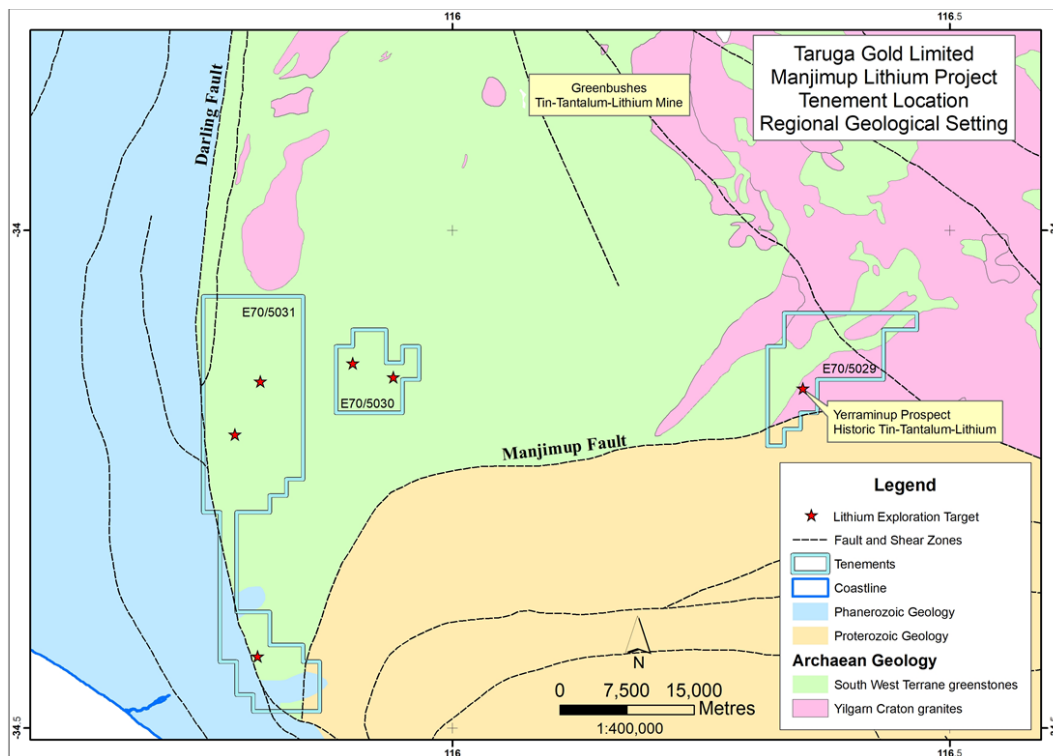 116
116.5
Taruga Gold Limited
Manjimup Lithium Project
Tenement Location
Regional Geological Setting
Greenbushes
Tin-Tantalum-Lithium Mine
Darling Fault
-34
E70/5031
E70/5030
E70/5029
Yerraminup Prospect
Historic Tin-Tantalum-Lithium
Manjimup Fault
Legend
Lithium Exploration Target
Fault and Shear Zones
Tenements
Coastline
Phanerozoic Geology
Proterozoic Geology
Archaean Geology
South West Terrane greenstones
Yilgarn Craton granites
N
0 7,500 15,000
Metres
1:400,000
-34.5
116
116.5